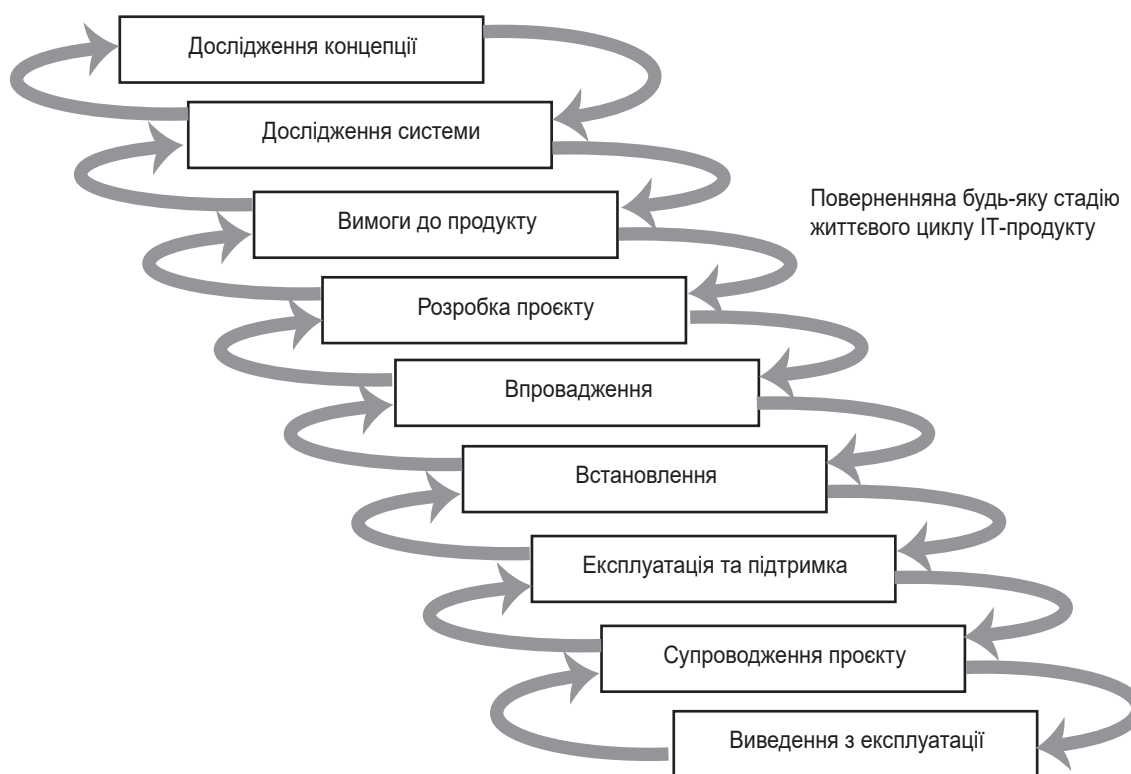 Дослідження концепції
Дослідження системи
Вимоги до продукту
Поверненняна будь-яку стадію
життєвого циклу ІТ-продукту
Розробка проєкту
Впровадження
Встановлення
Експлуатація та підтримка
Супроводження проєкту
Виведення з експлуатації